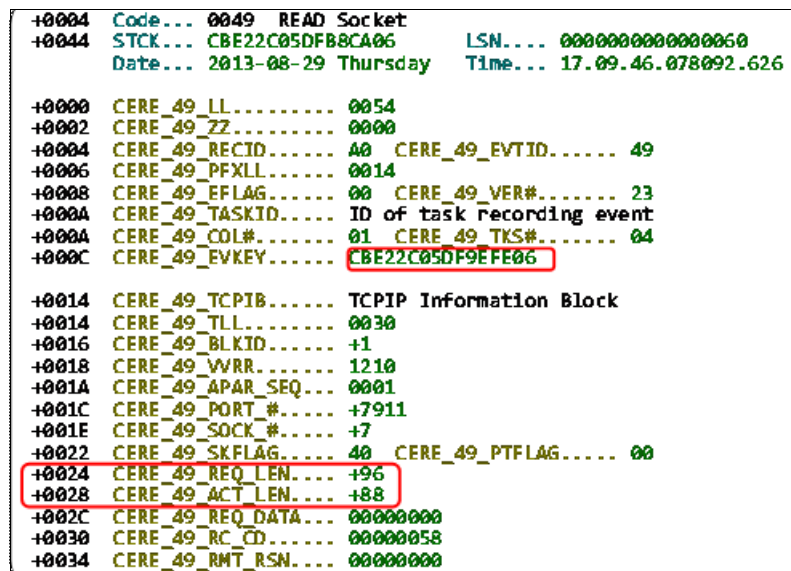 +0004 Code... 0049 READ Socket
+0044 STCK... CBE22C05DFB8CA06 LSN.... 0000000000000060
Date... 2013-08-29 Thursday Time... 17.09.46.078092.626
+0000 CERE_49_LL......... 0054
+0002 CERE_49_ZZ......... 0000
+0004 CERE_49_RECID...... A0 CERE_49_EVTID...... 49
+0006 CERE_49_PFXLL...... 0014
+0008 CERE_49_EFLAG...... 00 CERE_49_VER#....... 23
+000A CERE_49_TASKID..... ID of task recording event
+000A CERE_49_COL#....... 01 CERE_49_TKS#....... 04
+000C CERE_49_EVKEY...... CBE22C05DF9EFE06
+0014 CERE_49_TCPIB...... TCPIP Information Block
+0014 CERE_49_TLL........ 0030
+0016 CERE_49_BLKID...... +1
+0018 CERE_49_VVRR....... 1210
+001A CERE_49_APAR_SEQ... 0001
+001C CERE_49_PORT_#..... +7911
+001E CERE_49_SOCK_#..... +7
+0022 CERE_49_SKFLAG..... 40 CERE_49_PTFLAG..... 00
+0024 CERE_49_REQ_LEN.... +96
+0028 CERE_49_ACT_LEN.... +88
+002C CERE_49_REQ_DATA... 00000000
+0030 CERE_49_RC_CD...... 00000058
+0034 CERE_49_RMT_RSN.... 00000000